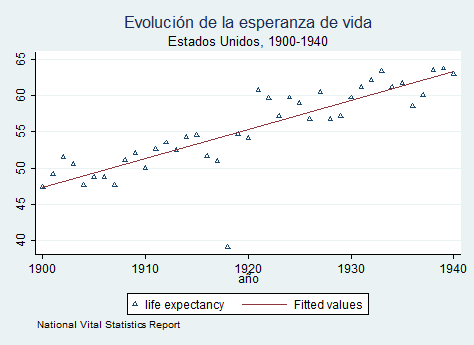 Evolución de la esperanza de vida
Estados Unidos, 1900-1940
65
60
55
50
45
40
1900 1910 1920 1930 1940
año
life expectancy Fitted values
National Vital Statistics Report